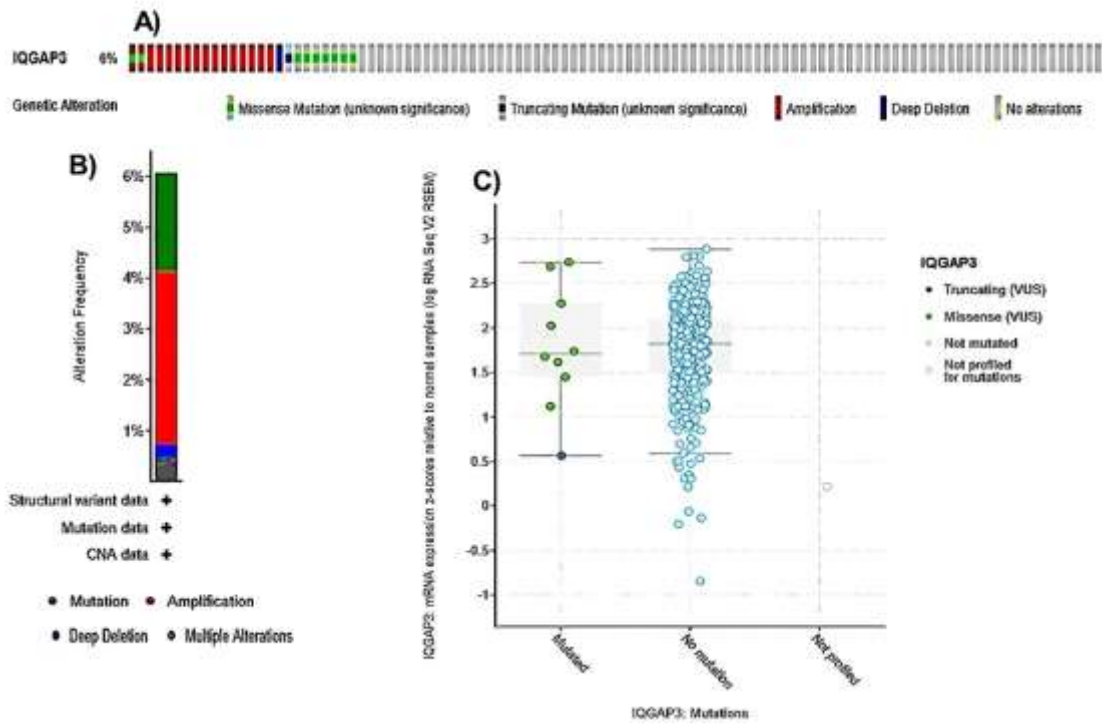 A)
IQGAP3 6%
Genetic Alteration Missense Mutation (unknown significance) Truncating Mutation (unknown significance) Amplification Deep Deletion No alterations
B)
6%
5%
4%
3%
2%
1%
Alteration Frequency
Structural variant data +
Mutation data +
CNA data +
Mutation Amplification
Deep Deletion Multiple Alterations
C)
IQGAP3: mRNA expression z-scores relative to normal samples (log RNA Seq V2 RSEM)
3
2.5
2
1.5
1
0.5
0
-0.5
-1
Mutated
No mutation
Not profiled
IQGAP3: Mutations
IQGAP3
Truncating (VUS)
Missense (VUS)
Not mutated
Not profiled
for mutations